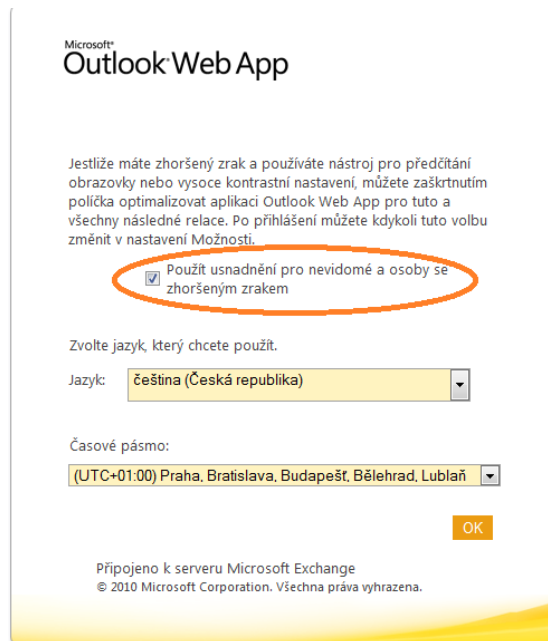 Microsoft®
Outlook Web App
Jestliže máte zhoršený zrak a používáte nástroj pro předčítání
obrazovky nebo vysoce kontrastní nastavení, můžete zaškrtnutím
políčka optimalizovat aplikaci Outlook Web App pro tuto a
všechny následné relace. Po přihlášení můžete kdykoli tuto volbu
změnit v nastavení Možnosti.
Použít usnadnění pro nevidomé a osoby se
zhoršeným zrakem
Zvolte jazyk, který chcete použít.
Jazyk: čeština (Česká republika)
Časové pásmo:
(UTC+01:00) Praha, Bratislava, Budapešť, Bělehrad, Lublaň
OK
Připojeno k serveru Microsoft Exchange
© 2010 Microsoft Corporation. Všechna práva vyhrazena.